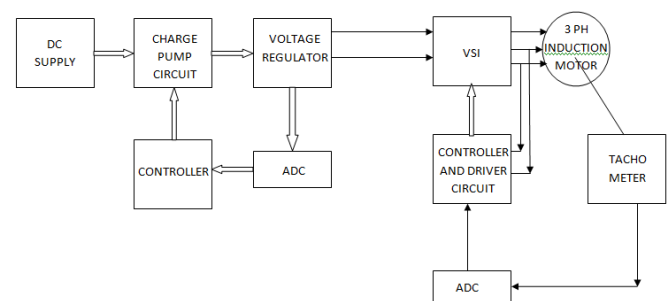 DC
SUPPLY
CHARGE
PUMP
CIRCUIT
VOLTAGE
REGULATOR
VSI
3 PH
INDUCTION
MOTOR
CONTROLLER
ADC
CONTROLLER
AND DRIVER
CIRCUIT
TACHO
METER
ADC